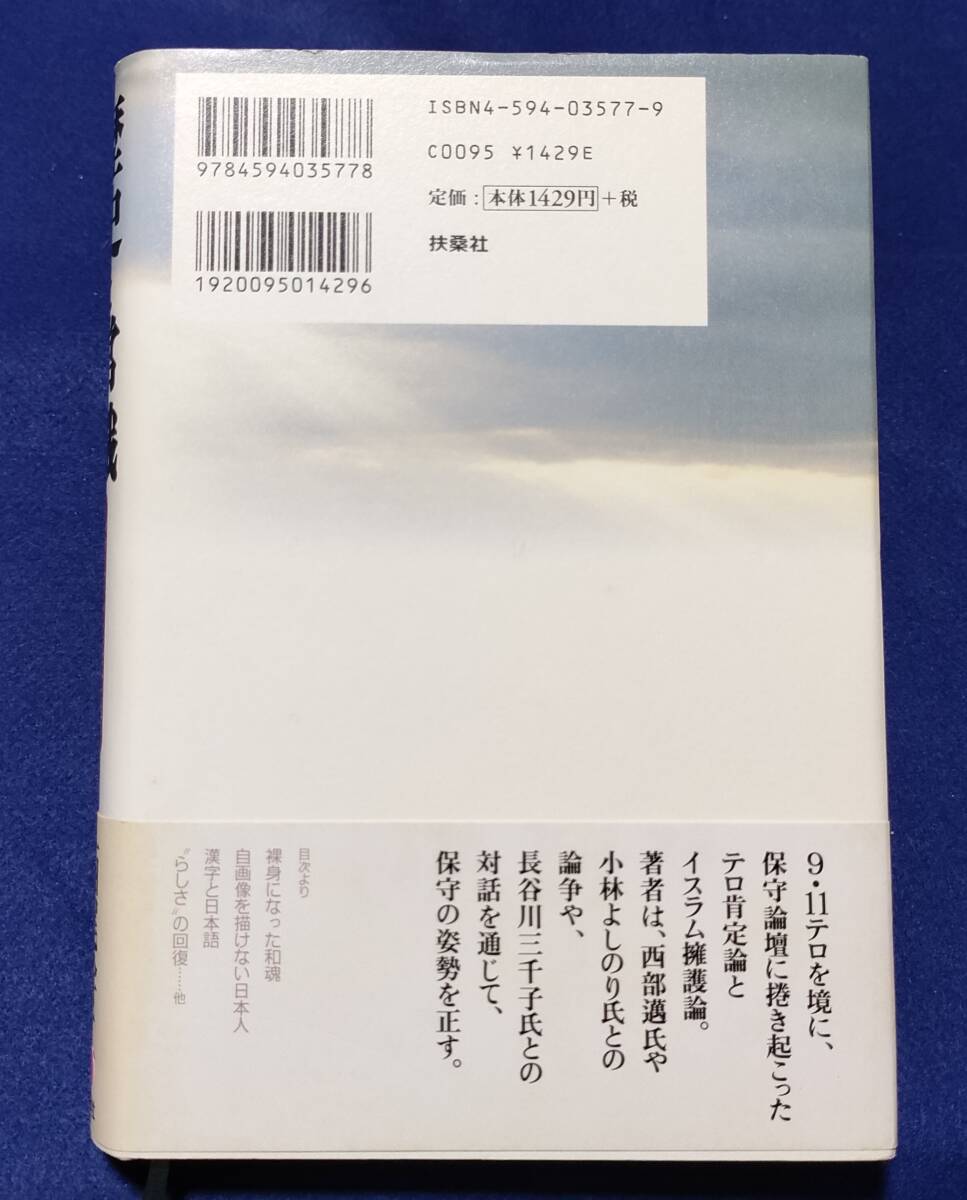 ISBN4-594-03577-9
9784594035778
C0095 ¥1429E
定価：本体1429円＋税
扶桑社
1920095014296
9・11テロを境に、
保守論壇に捲き起こった
テロ肯定論と
イスラム擁護論。
著者は、西部邁氏や
小林よしのり氏との
論争や、
長谷川三千子氏との
対話を通じて、
保守の姿勢を正す。
目次より
裸身になった和魂
自画像を描けない日本人
漢字と日本語
〝らしさ〟の回復……他